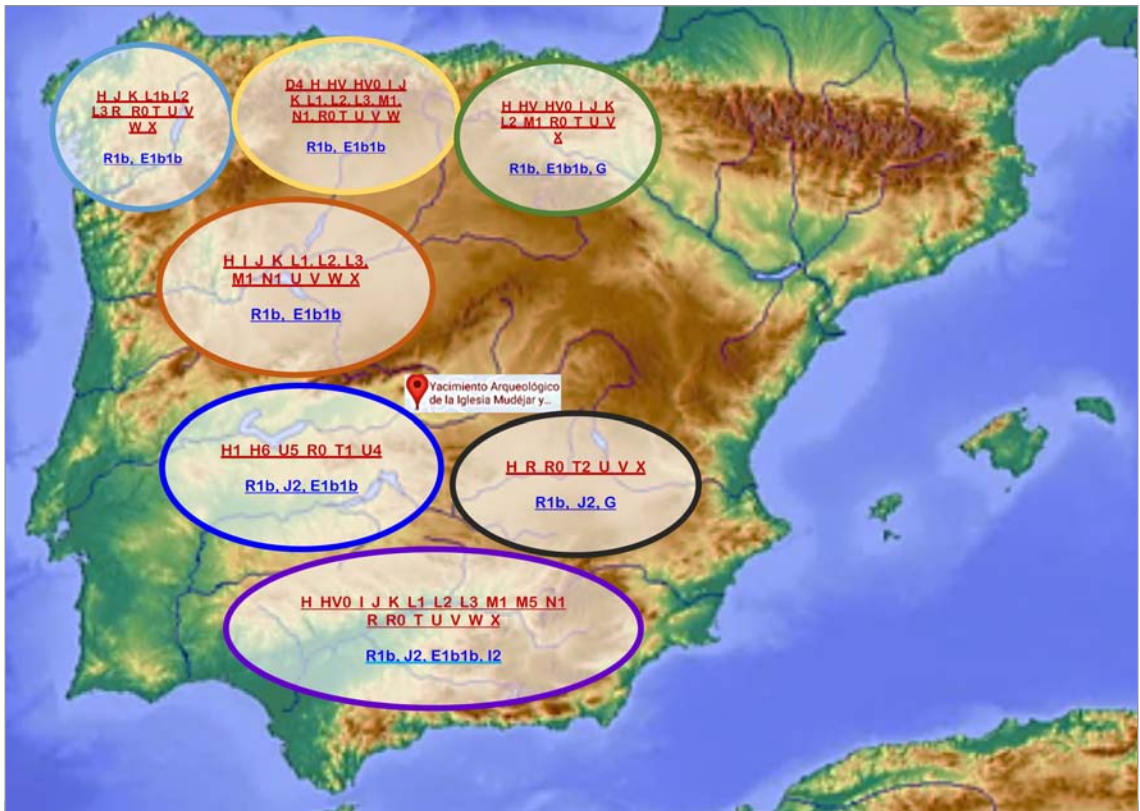 H J K L1b L2
L3 R R0 T U V
W X
R1b, E1b1b
D4 H HV HV0 I J
K L1, L2, L3, M1,
N1, R0 T U V W
R1b, E1b1b
H HV HV0 I J K
L2 M1 R0 T U V
X
R1b, E1b1b, G
H I J K L1, L2, L3,
M1 N1 U V W X
R1b, E1b1b
Yacimiento Arqueológico
de la Iglesia Mudéjar y...
H1 H6 U5 R0 T1 U4
R1b, J2, E1b1b
H R R0 T2 U V X
R1b, J2, G
H HV0 I J K L1 L2 L3 M1 M5 N1
R R0 T U V W X
R1b, J2, E1b1b, I2